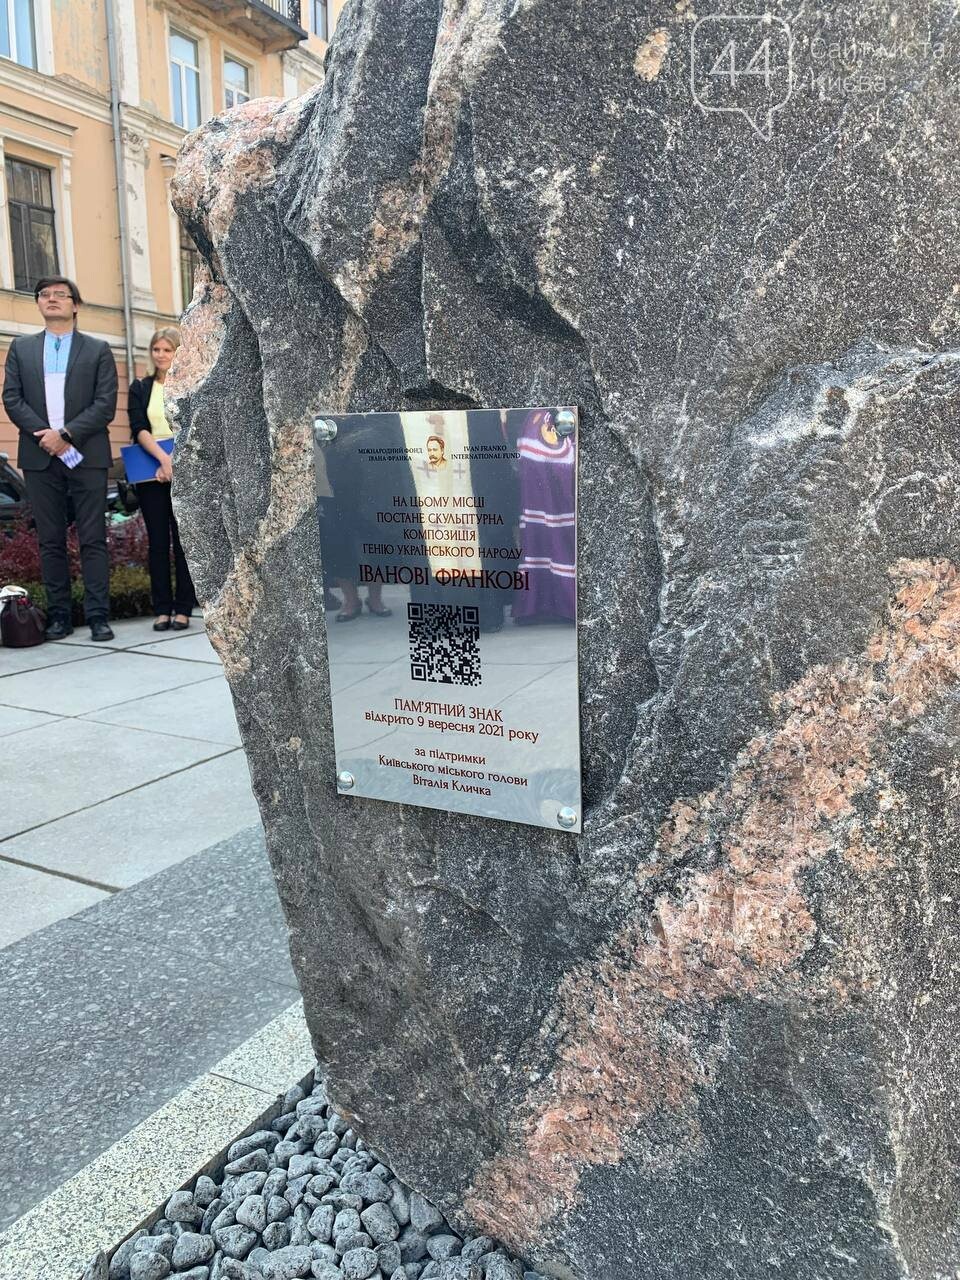 44
Сайт міста
Києва
МІЖНАРОДНИЙ ФОНД
ІВАНА ФРАНКА
IVAN FRANKO
INTERNATIONAL FUND
НА ЦЬОМУ МІСЦІ
ПОСТАНЕ СКУЛЬПТУРНА
КОМПОЗИЦІЯ
ГЕНІЮ УКРАЇНСЬКОГО НАРОДУ
ІВАНОВІ ФРАНКОВІ
ПАМ'ЯТНИЙ ЗНАК
відкрито 9 вересня 2021 року
за підтримки
Київського міського голови
Віталія Кличка